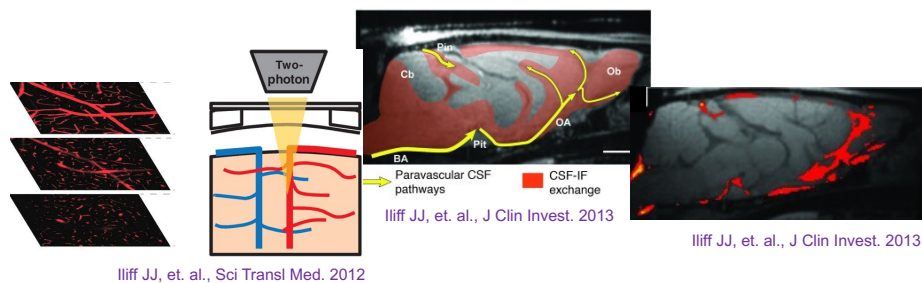 Two-
photon
Pin
Cb
Ob
OA
Pit
BA
Paravascular CSF
pathways
CSF-IF
exchange
Iliff JJ, et. al., J Clin Invest. 2013
Iliff JJ, et. al., J Clin Invest. 2013
Iliff JJ, et. al., Sci Transl Med. 2012